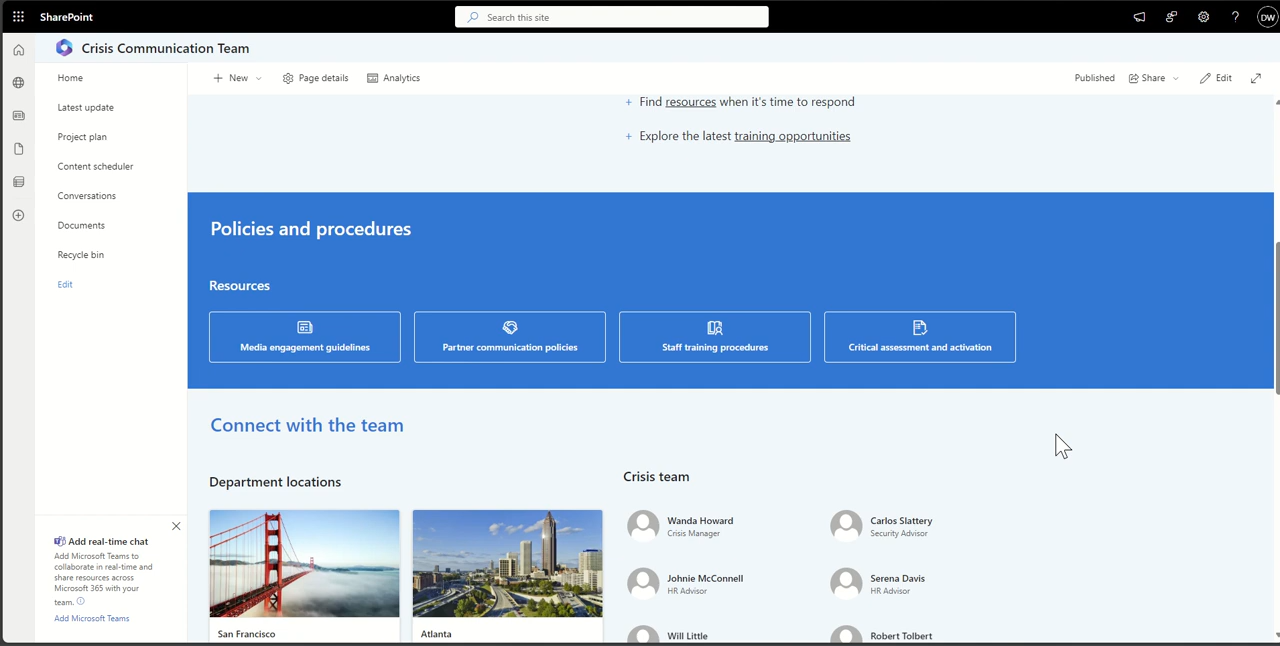 SharePoint
Search this site
DW
Crisis Communication Team
Home
Latest update
Project plan
Content scheduler
Conversations
Documents
Recycle bin
Edit
New
Page details
Analytics
Published
Share
Edit
+ Find resources when it's time to respond
+ Explore the latest training opportunities
Policies and procedures
Resources
Media engagement guidelines
Partner communication policies
Staff training procedures
Critical assessment and activation
Connect with the team
Department locations
San Francisco
Atlanta
Crisis team
Wanda Howard
Crisis Manager
Carlos Slattery
Security Advisor
Johnie McConnell
HR Advisor
Serena Davis
HR Advisor
Will Little
Robert Tolbert
Add real-time chat
Add Microsoft Teams to
collaborate in real-time and
share resources across
Microsoft 365 with your
team.
Add Microsoft Teams